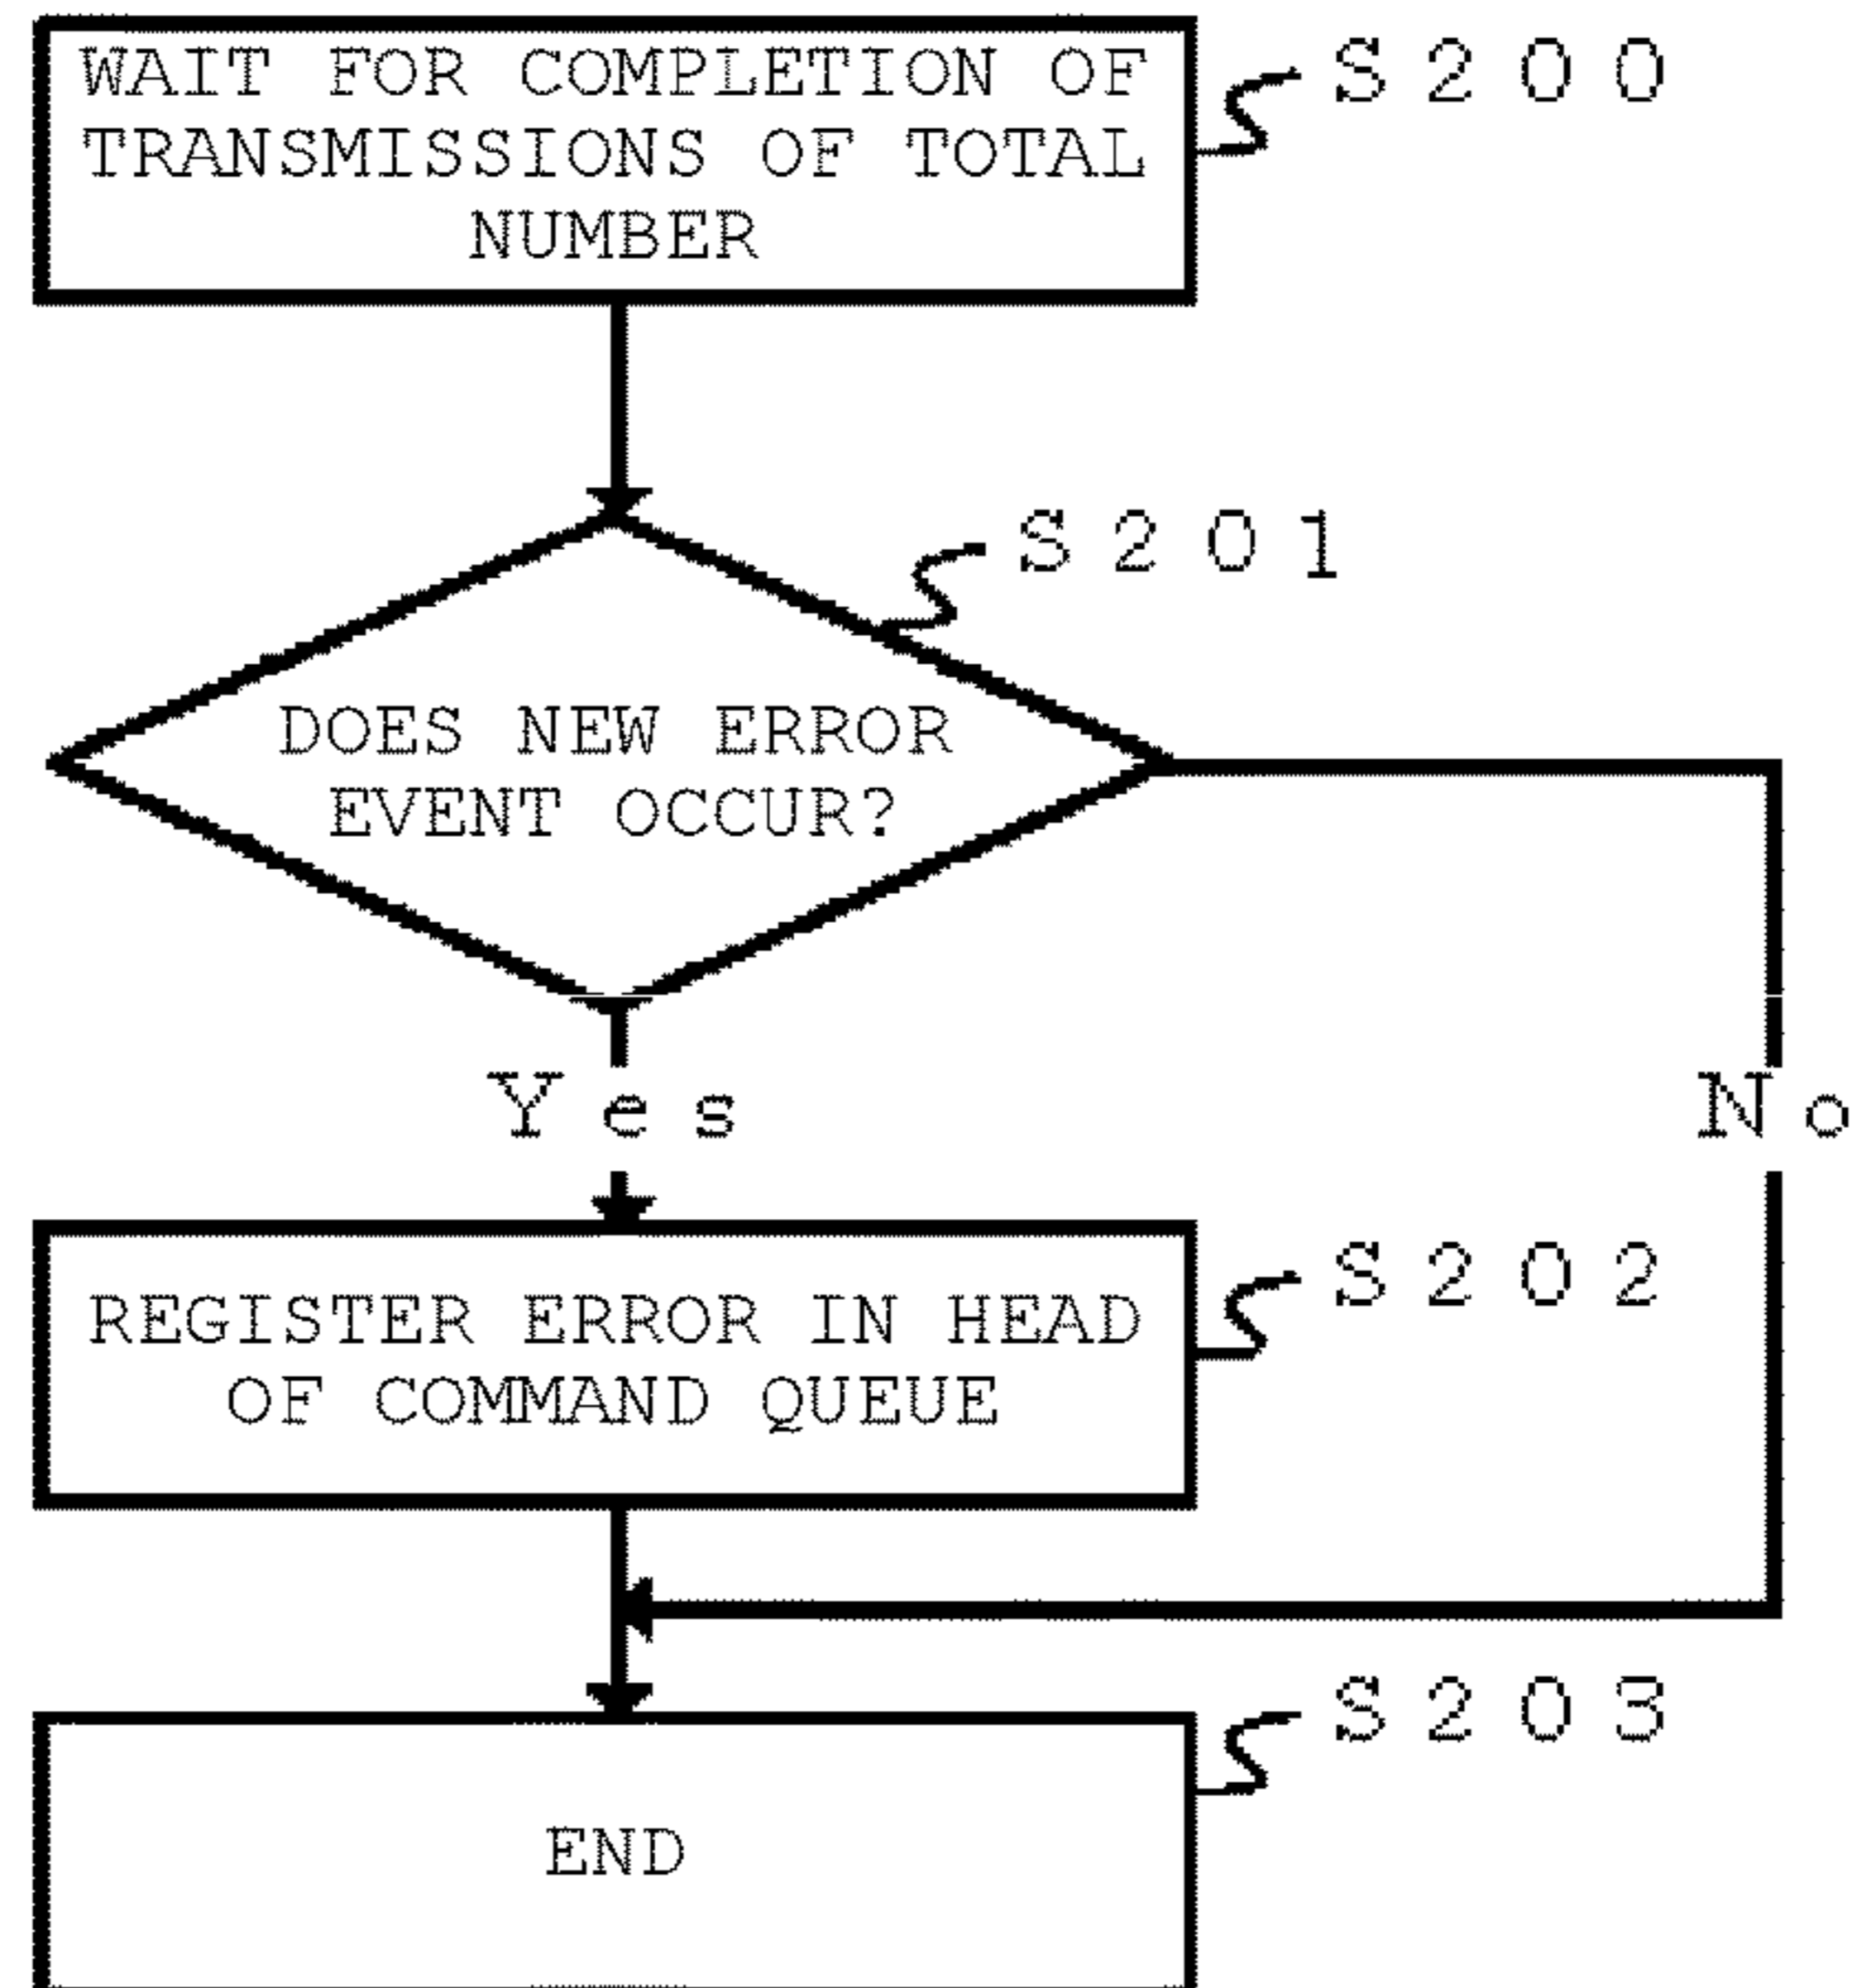 WAIT FOR COMPLETION OF
TRANSMISSIONS OF TOTAL
NUMBER
S200
S201
DOES NEW ERROR
EVENT OCCUR?
Yes
No
REGISTER ERROR IN HEAD
OF COMMAND QUEUE
S202
S203
END